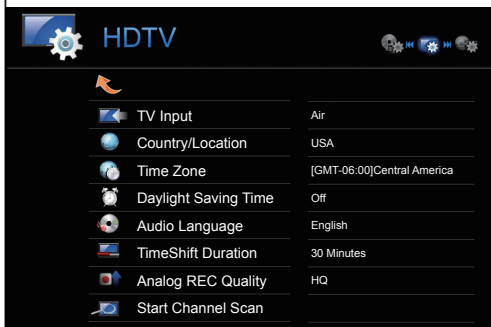 HDTV
TV Input Air
Country/Location USA
Time Zone [GMT-06:00]Central America
Daylight Saving Time Off
Audio Language English
TimeShift Duration 30 Minutes
Analog REC Quality HQ
Start Channel Scan